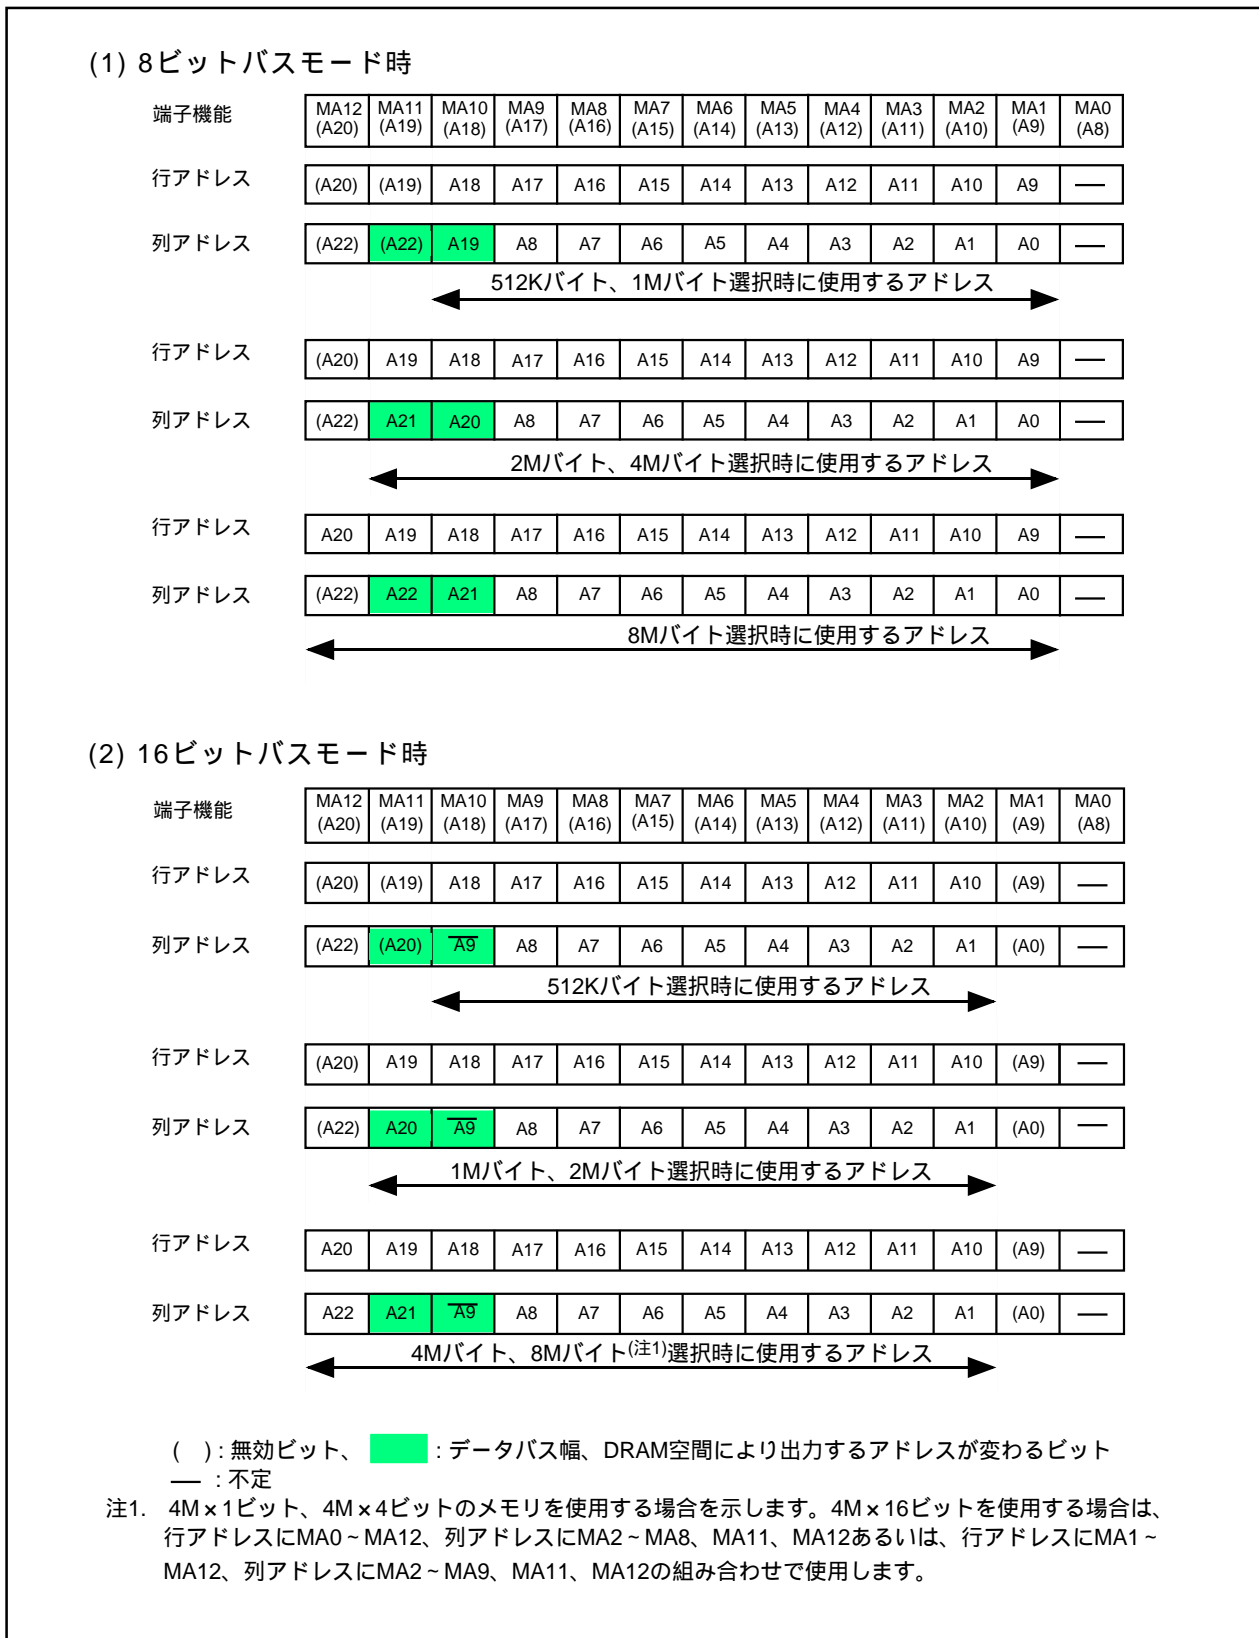 (1) 8ビットバスモード時
端子機能 MA12 (A20) MA11 (A19) MA10 (A18) MA9 (A17) MA8 (A16) MA7 (A15) MA6 (A14) MA5 (A13) MA4 (A12) MA3 (A11) MA2 (A10) MA1 (A9) MA0 (A8)
行アドレス (A20) (A19) A18 A17 A16 A15 A14 A13 A12 A11 A10 A9 —
列アドレス (A22) (A22) A19 A8 A7 A6 A5 A4 A3 A2 A1 A0 —
512Kバイト、1Mバイト選択時に使用するアドレス
行アドレス (A20) A19 A18 A17 A16 A15 A14 A13 A12 A11 A10 A9 —
列アドレス (A22) A21 A20 A8 A7 A6 A5 A4 A3 A2 A1 A0 —
2Mバイト、4Mバイト選択時に使用するアドレス
行アドレス A20 A19 A18 A17 A16 A15 A14 A13 A12 A11 A10 A9 —
列アドレス (A22) A22 A21 A8 A7 A6 A5 A4 A3 A2 A1 A0 —
8Mバイト選択時に使用するアドレス
(2) 16ビットバスモード時
端子機能 MA12 (A20) MA11 (A19) MA10 (A18) MA9 (A17) MA8 (A16) MA7 (A15) MA6 (A14) MA5 (A13) MA4 (A12) MA3 (A11) MA2 (A10) MA1 (A9) MA0 (A8)
行アドレス (A20) (A19) A18 A17 A16 A15 A14 A13 A12 A11 A10 (A9) —
列アドレス (A22) (A20) A̅9̅ A8 A7 A6 A5 A4 A3 A2 A1 (A0) —
512Kバイト選択時に使用するアドレス
行アドレス (A20) A19 A18 A17 A16 A15 A14 A13 A12 A11 A10 (A9) —
列アドレス (A22) A20 A̅9̅ A8 A7 A6 A5 A4 A3 A2 A1 (A0) —
1Mバイト、2Mバイト選択時に使用するアドレス
行アドレス A20 A19 A18 A17 A16 A15 A14 A13 A12 A11 A10 (A9) —
列アドレス A22 A21 A̅9̅ A8 A7 A6 A5 A4 A3 A2 A1 (A0) —
4Mバイト、8Mバイト(注1)選択時に使用するアドレス
( ) : 無効ビット、 : データバス幅、DRAM空間により出力するアドレスが変わるビット
— : 不定
注1. 4M×1ビット、4M×4ビットのメモリを使用する場合を示します。4M×16ビットを使用する場合は、
行アドレスにMA0~MA12、列アドレスにMA2~MA8、MA11、MA12あるいは、行アドレスにMA1~
MA12、列アドレスにMA2~MA9、MA11、MA12の組み合わせで使用します。